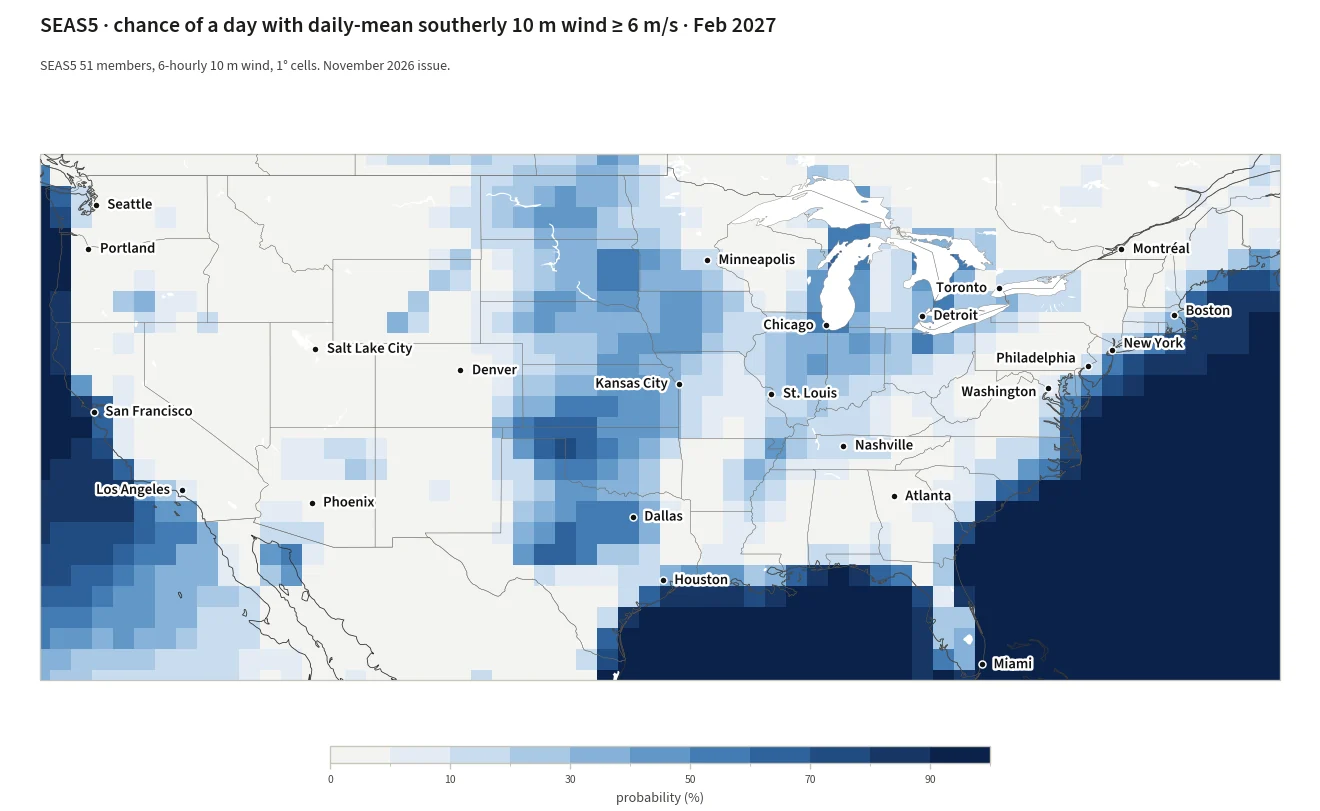 SEAS5 · chance of a day with daily-mean southerly 10 m wind ≥ 6 m/s · Feb 2027
SEAS5 51 members, 6-hourly 10 m wind, 1° cells. November 2026 issue.
Seattle
Portland
Montréal
Minneapolis
Toronto
Boston
Detroit
Chicago
New York
Salt Lake City
Philadelphia
Denver
Kansas City
St. Louis
Washington
San Francisco
Nashville
Los Angeles
Phoenix
Atlanta
Dallas
Houston
Miami
0 10 30 50 70 90
probability (%)